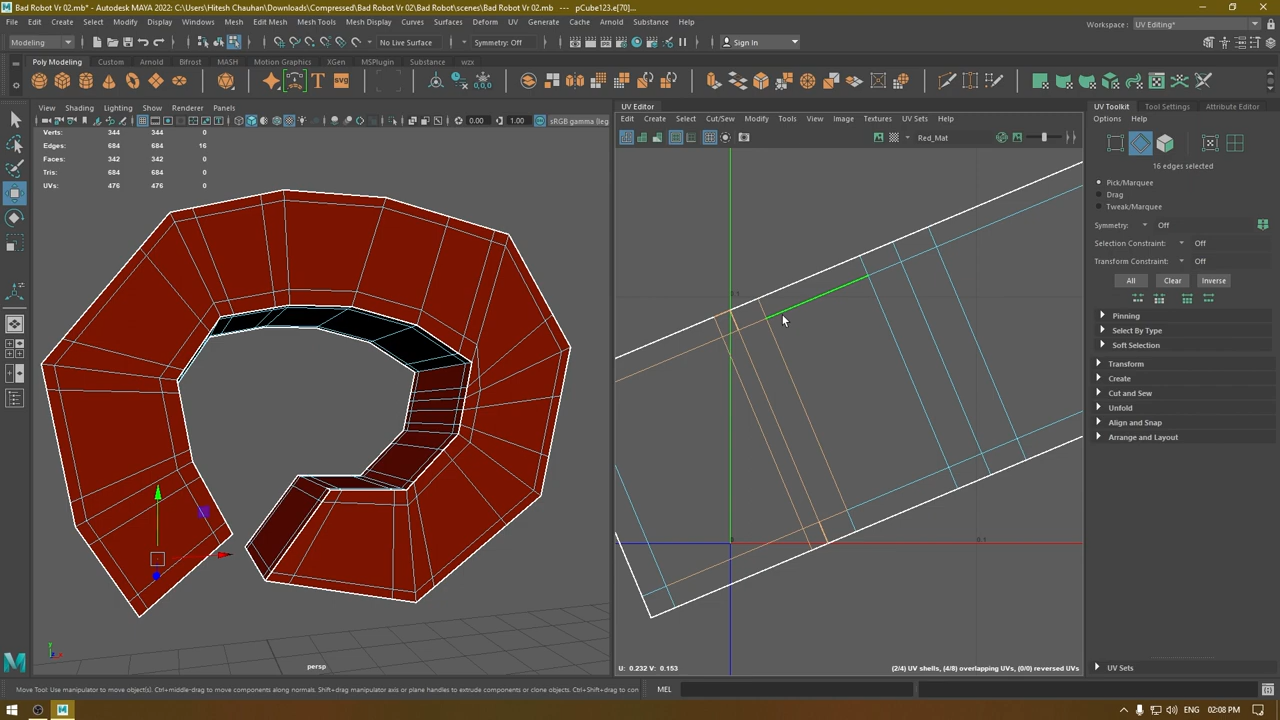 Bad Robot Vr 02.mb* - Autodesk MAYA 2022: C:\Users\Hitesh Chauhan\Downloads\Compressed\Bad Robot Vr 02\Bad Robot\scenes\Bad Robot Vr 02.mb --- pCube123.e[70]...
File Edit Create Select Modify Display Windows Mesh Edit Mesh Mesh Tools Mesh Display Curves Surfaces Deform UV Generate Cache Arnold Substance Help
Workspace : UV Editing*
Modeling No Live Surface Symmetry: Off Sign In
Poly Modeling Custom Arnold Bifrost MASH Motion Graphics XGen MSPlugin Substance wzx
View Shading Lighting Show Renderer Panels
0.00 1.00 sRGB gamma (leg
Verts: 344 344 0
Edges: 684 684 16
Faces: 342 342 0
Tris: 684 684 0
UVs: 476 476 0
persp
UV Editor
Edit Create Select Cut/Sew Modify Tools View Image Textures UV Sets Help
Red_Mat
0.1
0
0.1
U: 0.232 V: 0.153 (2/4) UV shells, (4/8) overlapping UVs, (0/0) reversed UVs
UV Toolkit Tool Settings Attribute Editor
Options Help
16 edges selected
Pick/Marquee
Drag
Tweak/Marquee
Symmetry: Off
Selection Constraint: Off
Transform Constraint: Off
All Clear Inverse
Pinning
Select By Type
Soft Selection
Transform
Create
Cut and Sew
Unfold
Align and Snap
Arrange and Layout
UV Sets
Move Tool: Use manipulator to move object(s). Ctrl+middle-drag to move components along normals. Shift+drag manipulator axis or plane handles to extrude components or clone objects. Ctrl+Shift+drag to con
MEL
ENG 02:08 PM